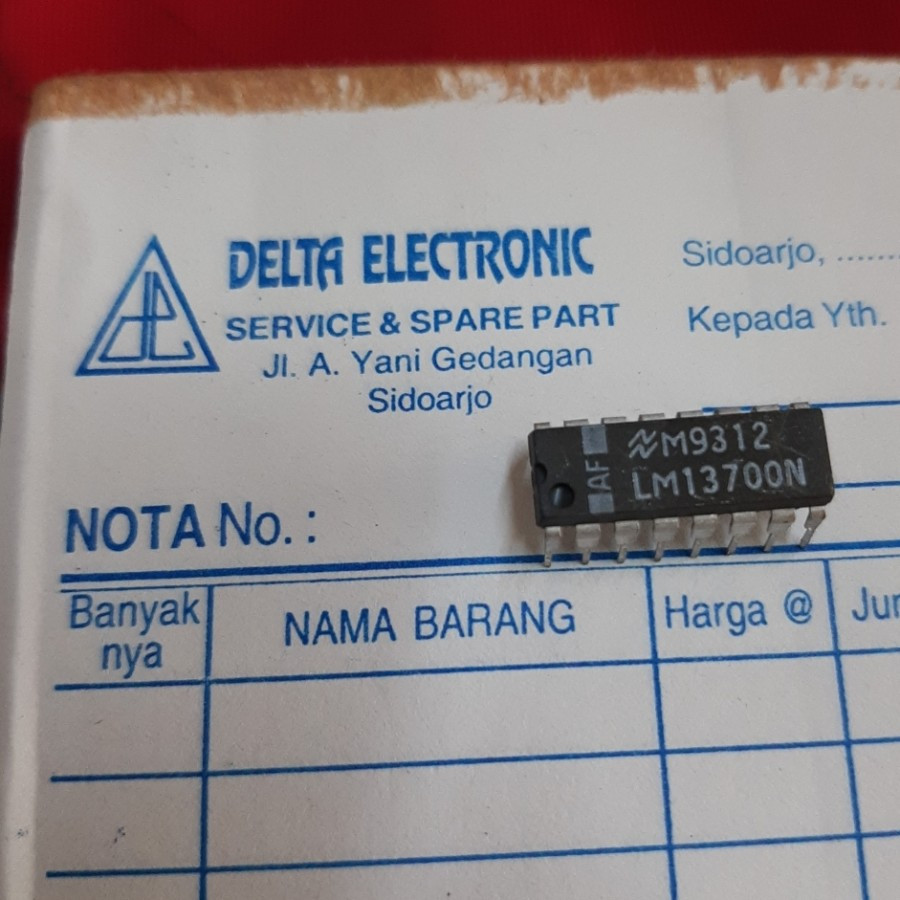 DELTA ELECTRONIC
SERVICE & SPARE PART
Jl. A. Yani Gedangan
Sidoarjo
Sidoarjo, .......
Kepada Yth.
M9312
LM13700N
AF
NOTA No. :
Banyak
nya
NAMA BARANG
Harga @